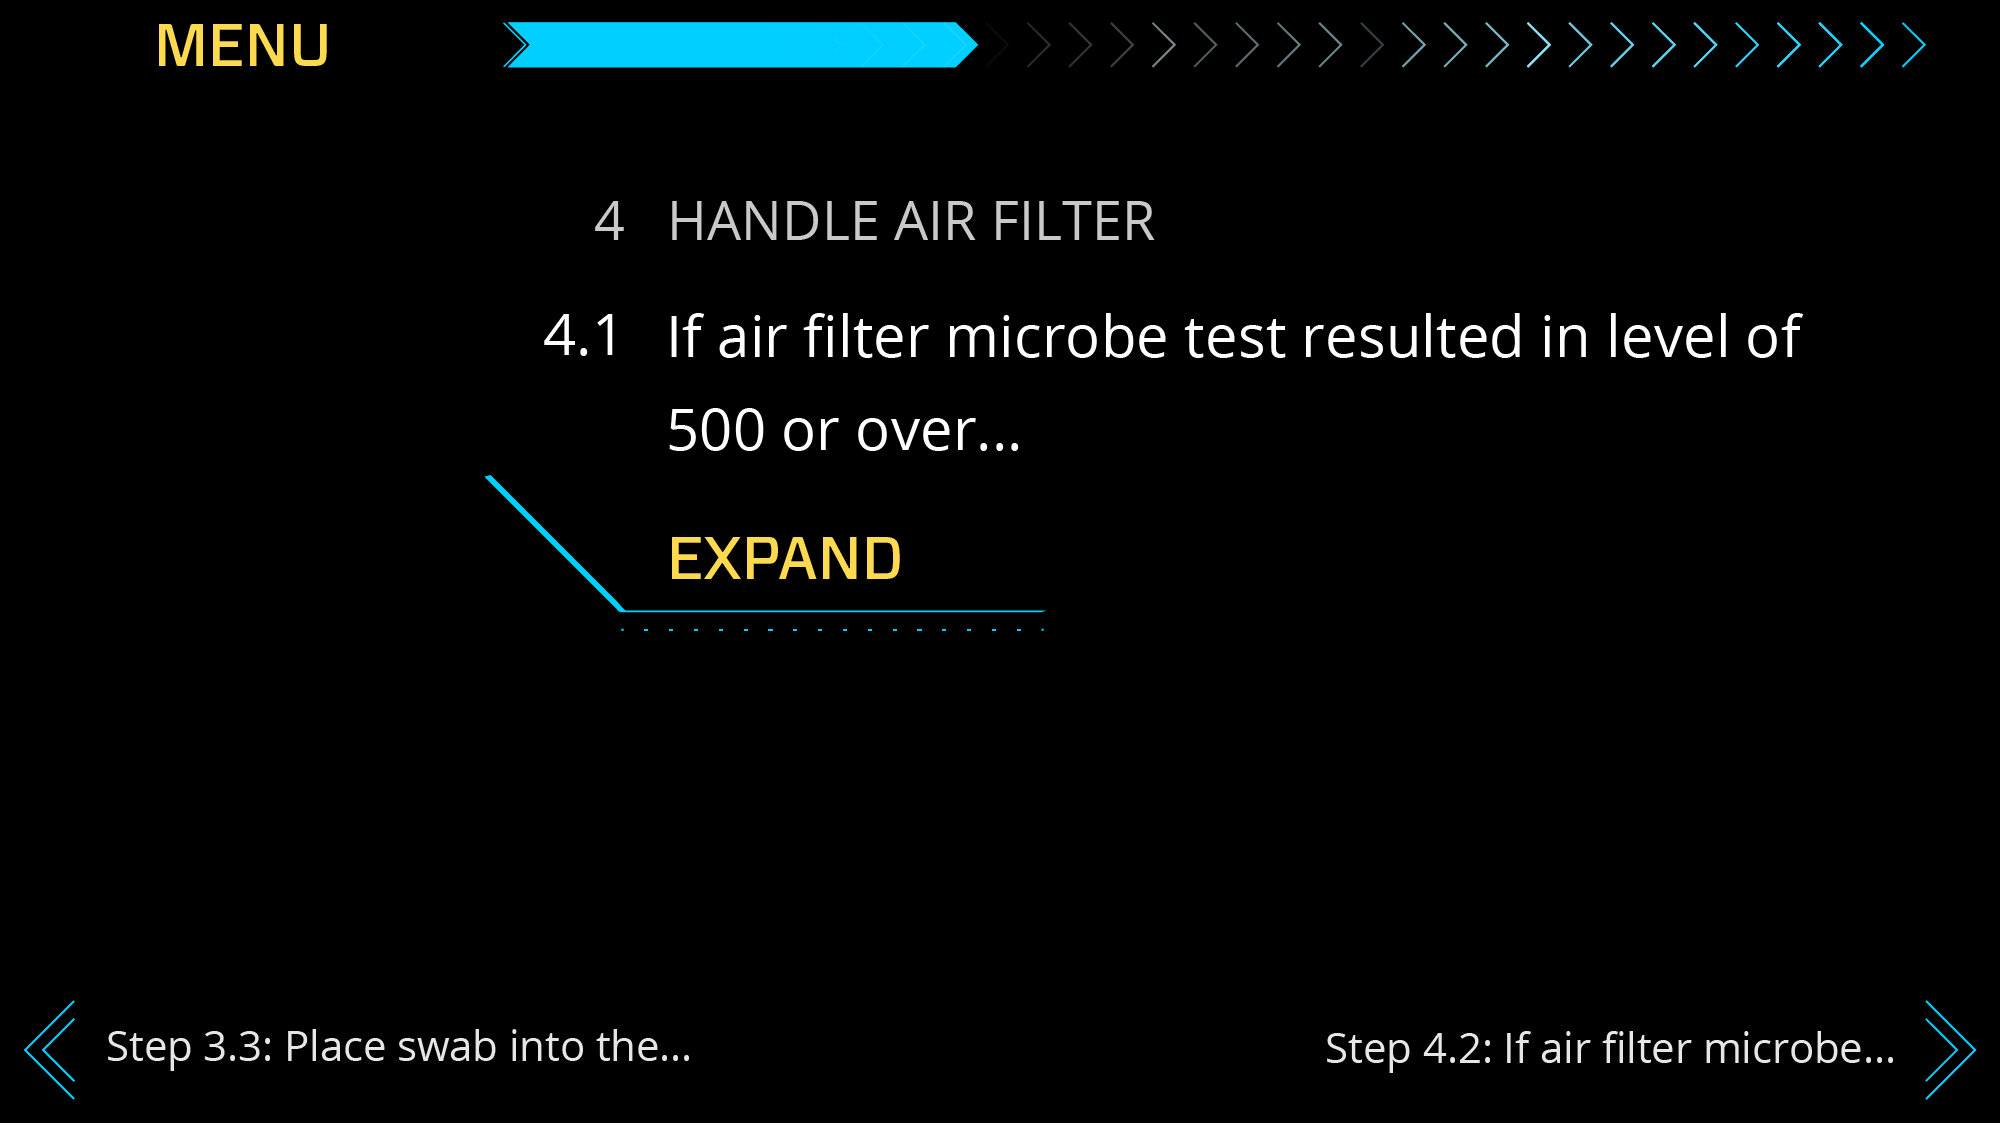 MENU
4 HANDLE AIR FILTER
4.1 If air filter microbe test resulted in level of
500 or over...
EXPAND
Step 3.3: Place swab into the...
Step 4.2: If air filter microbe...